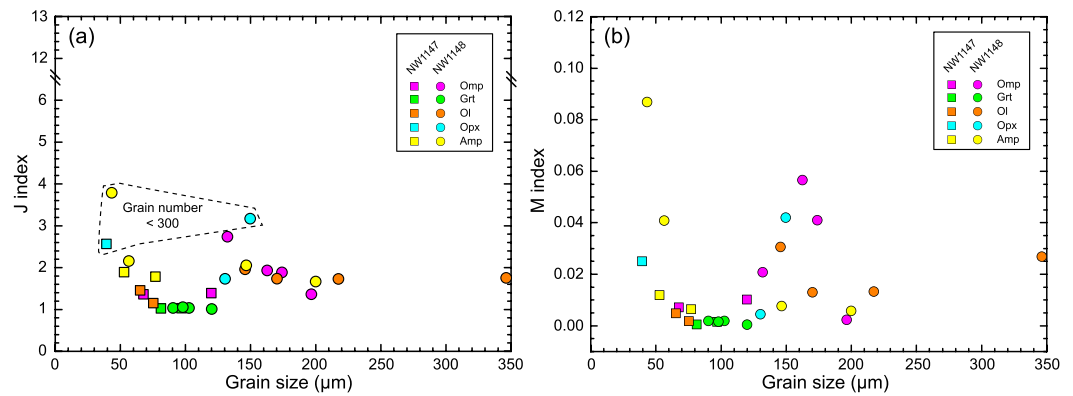 (a)
J index
13
12
6
5
4
3
2
1
0
0 50 100 150 200 250 300 350
Grain size (μm)
Grain number
< 300
NW1147 NW1148
Omp
Grt
Ol
Opx
Amp
(b)
M index
0.12
0.10
0.08
0.06
0.04
0.02
0.00
0 50 100 150 200 250 300 350
Grain size (μm)
NW1147 NW1148
Omp
Grt
Ol
Opx
Amp